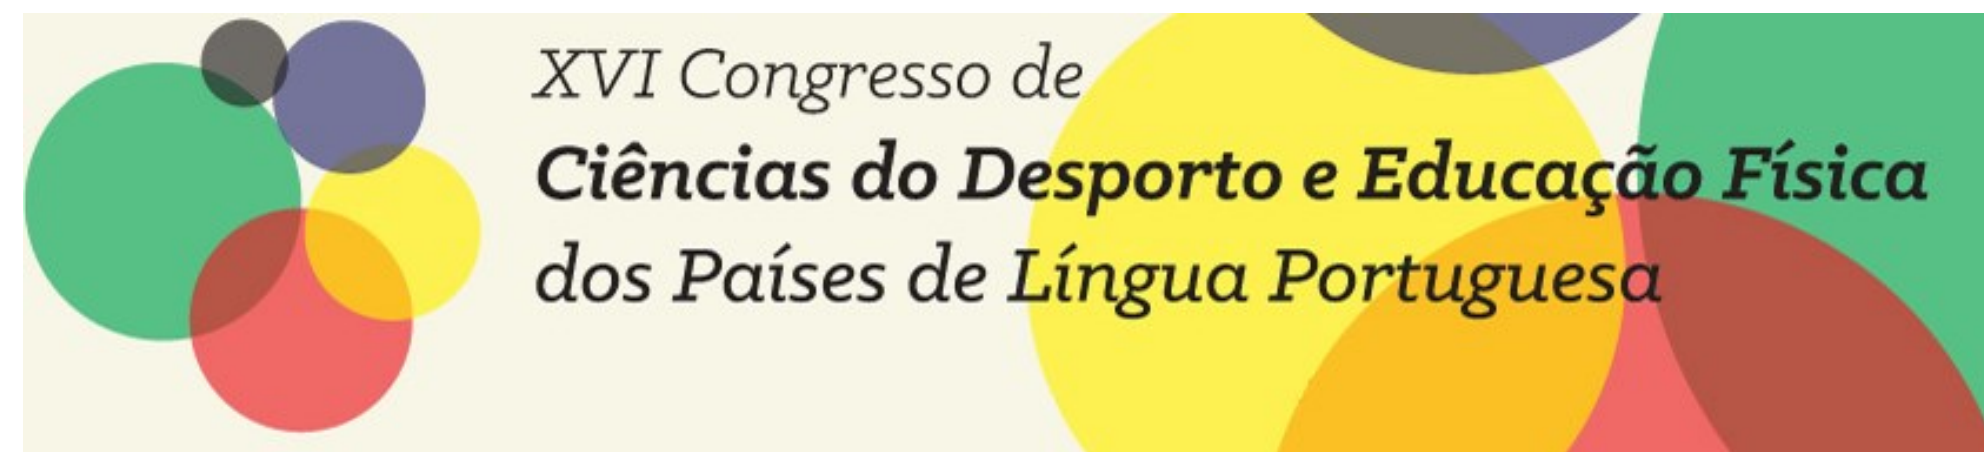 XVI Congresso de
Ciências do Desporto e Educação Física
dos Países de Língua Portuguesa